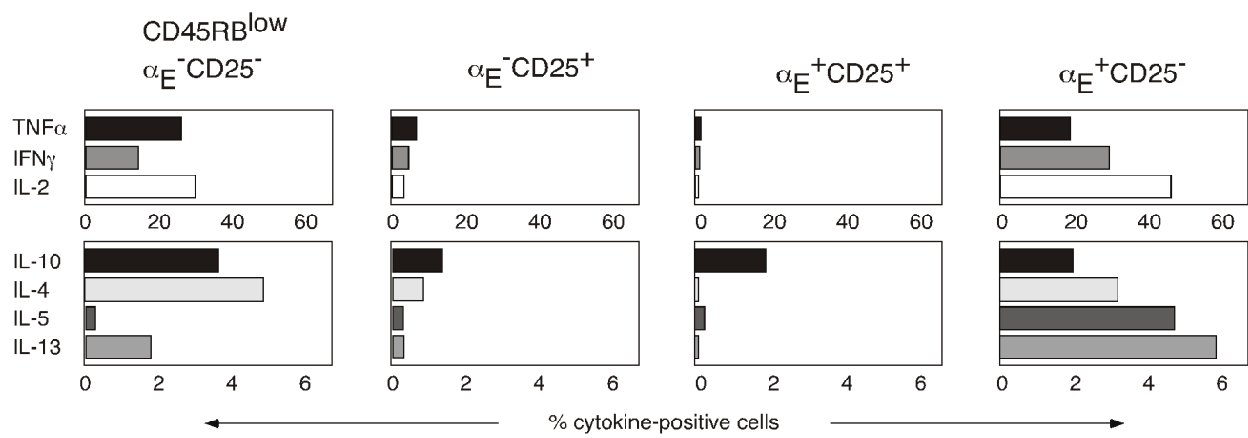 CD45RBlow
αE-CD25- αE-CD25+ αE+CD25+ αE+CD25-
TNFα
IFNγ
IL-2
0 20 40 60 0 20 40 60 0 20 40 60 0 20 40 60
IL-10
IL-4
IL-5
IL-13
0 2 4 6 0 2 4 6 0 2 4 6 0 2 4 6
% cytokine-positive cells